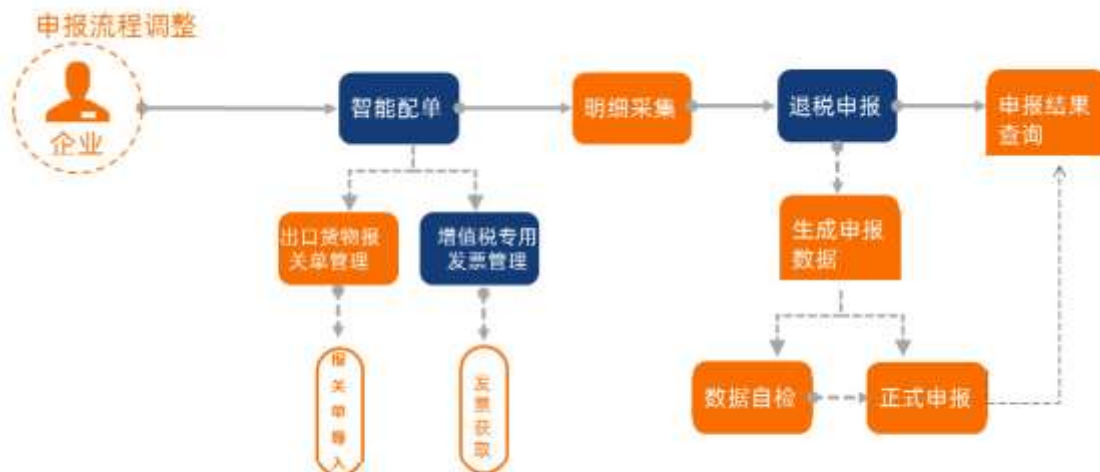 申报流程调整
企业
智能配单
明细采集
退税申报
申报结果
查询
出口货物报
关单管理
增值税专用
发票管理
生成申报
数据
报关单导入
发票获取
数据自检
正式申报